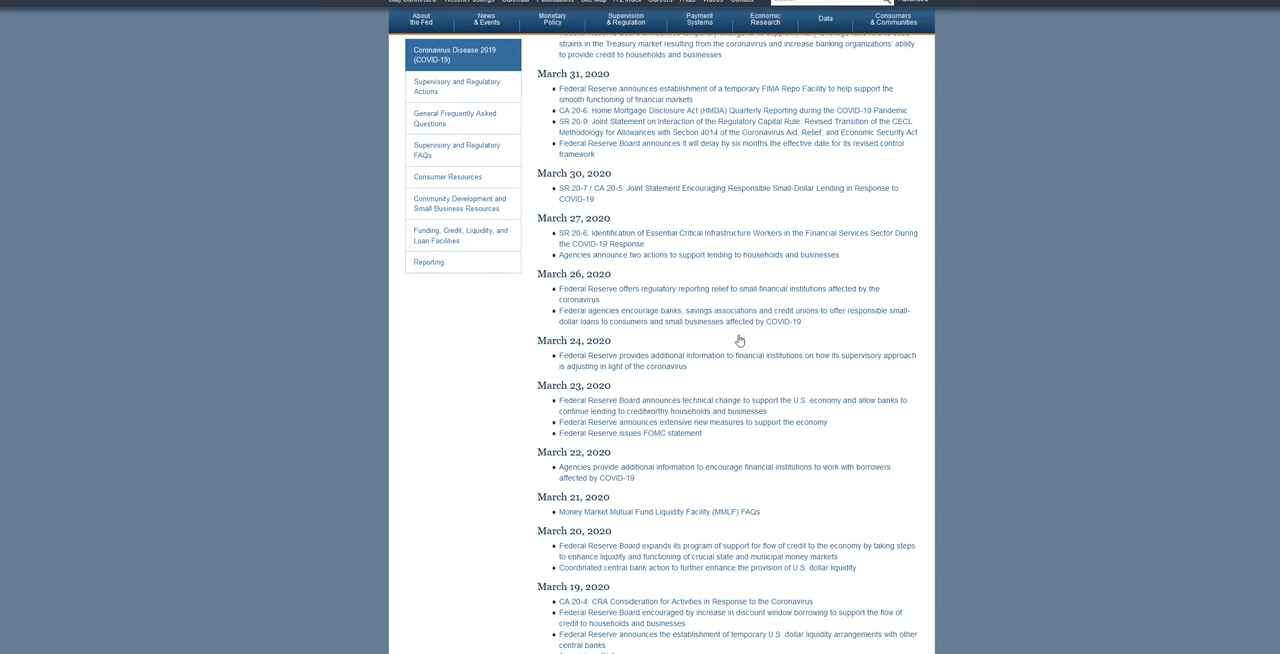 Stay Connected Recent Postings Calendar Publications Site Map A-Z Index Careers FAQs Videos Contact Search Advanced
About the Fed
News & Events
Monetary Policy
Supervision & Regulation
Payment Systems
Economic Research
Data
Consumers & Communities
Coronavirus Disease 2019
(COVID-19)
Supervisory and Regulatory
Actions
General Frequently Asked
Questions
Supervisory and Regulatory
FAQs
Consumer Resources
Community Development and
Small Business Resources
Funding, Credit, Liquidity, and
Loan Facilities
Reporting
strains in the Treasury market resulting from the coronavirus and increase banking organizations' ability
to provide credit to households and businesses
March 31, 2020
Federal Reserve announces establishment of a temporary FIMA Repo Facility to help support the
smooth functioning of financial markets
CA 20-6: Home Mortgage Disclosure Act (HMDA) Quarterly Reporting during the COVID-19 Pandemic
SR 20-9: Joint Statement on Interaction of the Regulatory Capital Rule: Revised Transition of the CECL
Methodology for Allowances with Section 4014 of the Coronavirus Aid, Relief, and Economic Security Act
Federal Reserve Board announces it will delay by six months the effective date for its revised control
framework
March 30, 2020
SR 20-7 / CA 20-5: Joint Statement Encouraging Responsible Small-Dollar Lending in Response to
COVID-19
March 27, 2020
SR 20-6: Identification of Essential Critical Infrastructure Workers in the Financial Services Sector During
the COVID-19 Response
Agencies announce two actions to support lending to households and businesses
March 26, 2020
Federal Reserve offers regulatory reporting relief to small financial institutions affected by the
coronavirus
Federal agencies encourage banks, savings associations and credit unions to offer responsible small-
dollar loans to consumers and small businesses affected by COVID-19
March 24, 2020
Federal Reserve provides additional information to financial institutions on how its supervisory approach
is adjusting in light of the coronavirus
March 23, 2020
Federal Reserve Board announces technical change to support the U.S. economy and allow banks to
continue lending to creditworthy households and businesses
Federal Reserve announces extensive new measures to support the economy
Federal Reserve issues FOMC statement
March 22, 2020
Agencies provide additional information to encourage financial institutions to work with borrowers
affected by COVID-19
March 21, 2020
Money Market Mutual Fund Liquidity Facility (MMLF) FAQs
March 20, 2020
Federal Reserve Board expands its program of support for flow of credit to the economy by taking steps
to enhance liquidity and functioning of crucial state and municipal money markets
Coordinated central bank action to further enhance the provision of U.S. dollar liquidity
March 19, 2020
CA 20-4: CRA Consideration for Activities in Response to the Coronavirus
Federal Reserve Board encouraged by increase in discount window borrowing to support the flow of
credit to households and businesses
Federal Reserve announces the establishment of temporary U.S. dollar liquidity arrangements with other
central banks